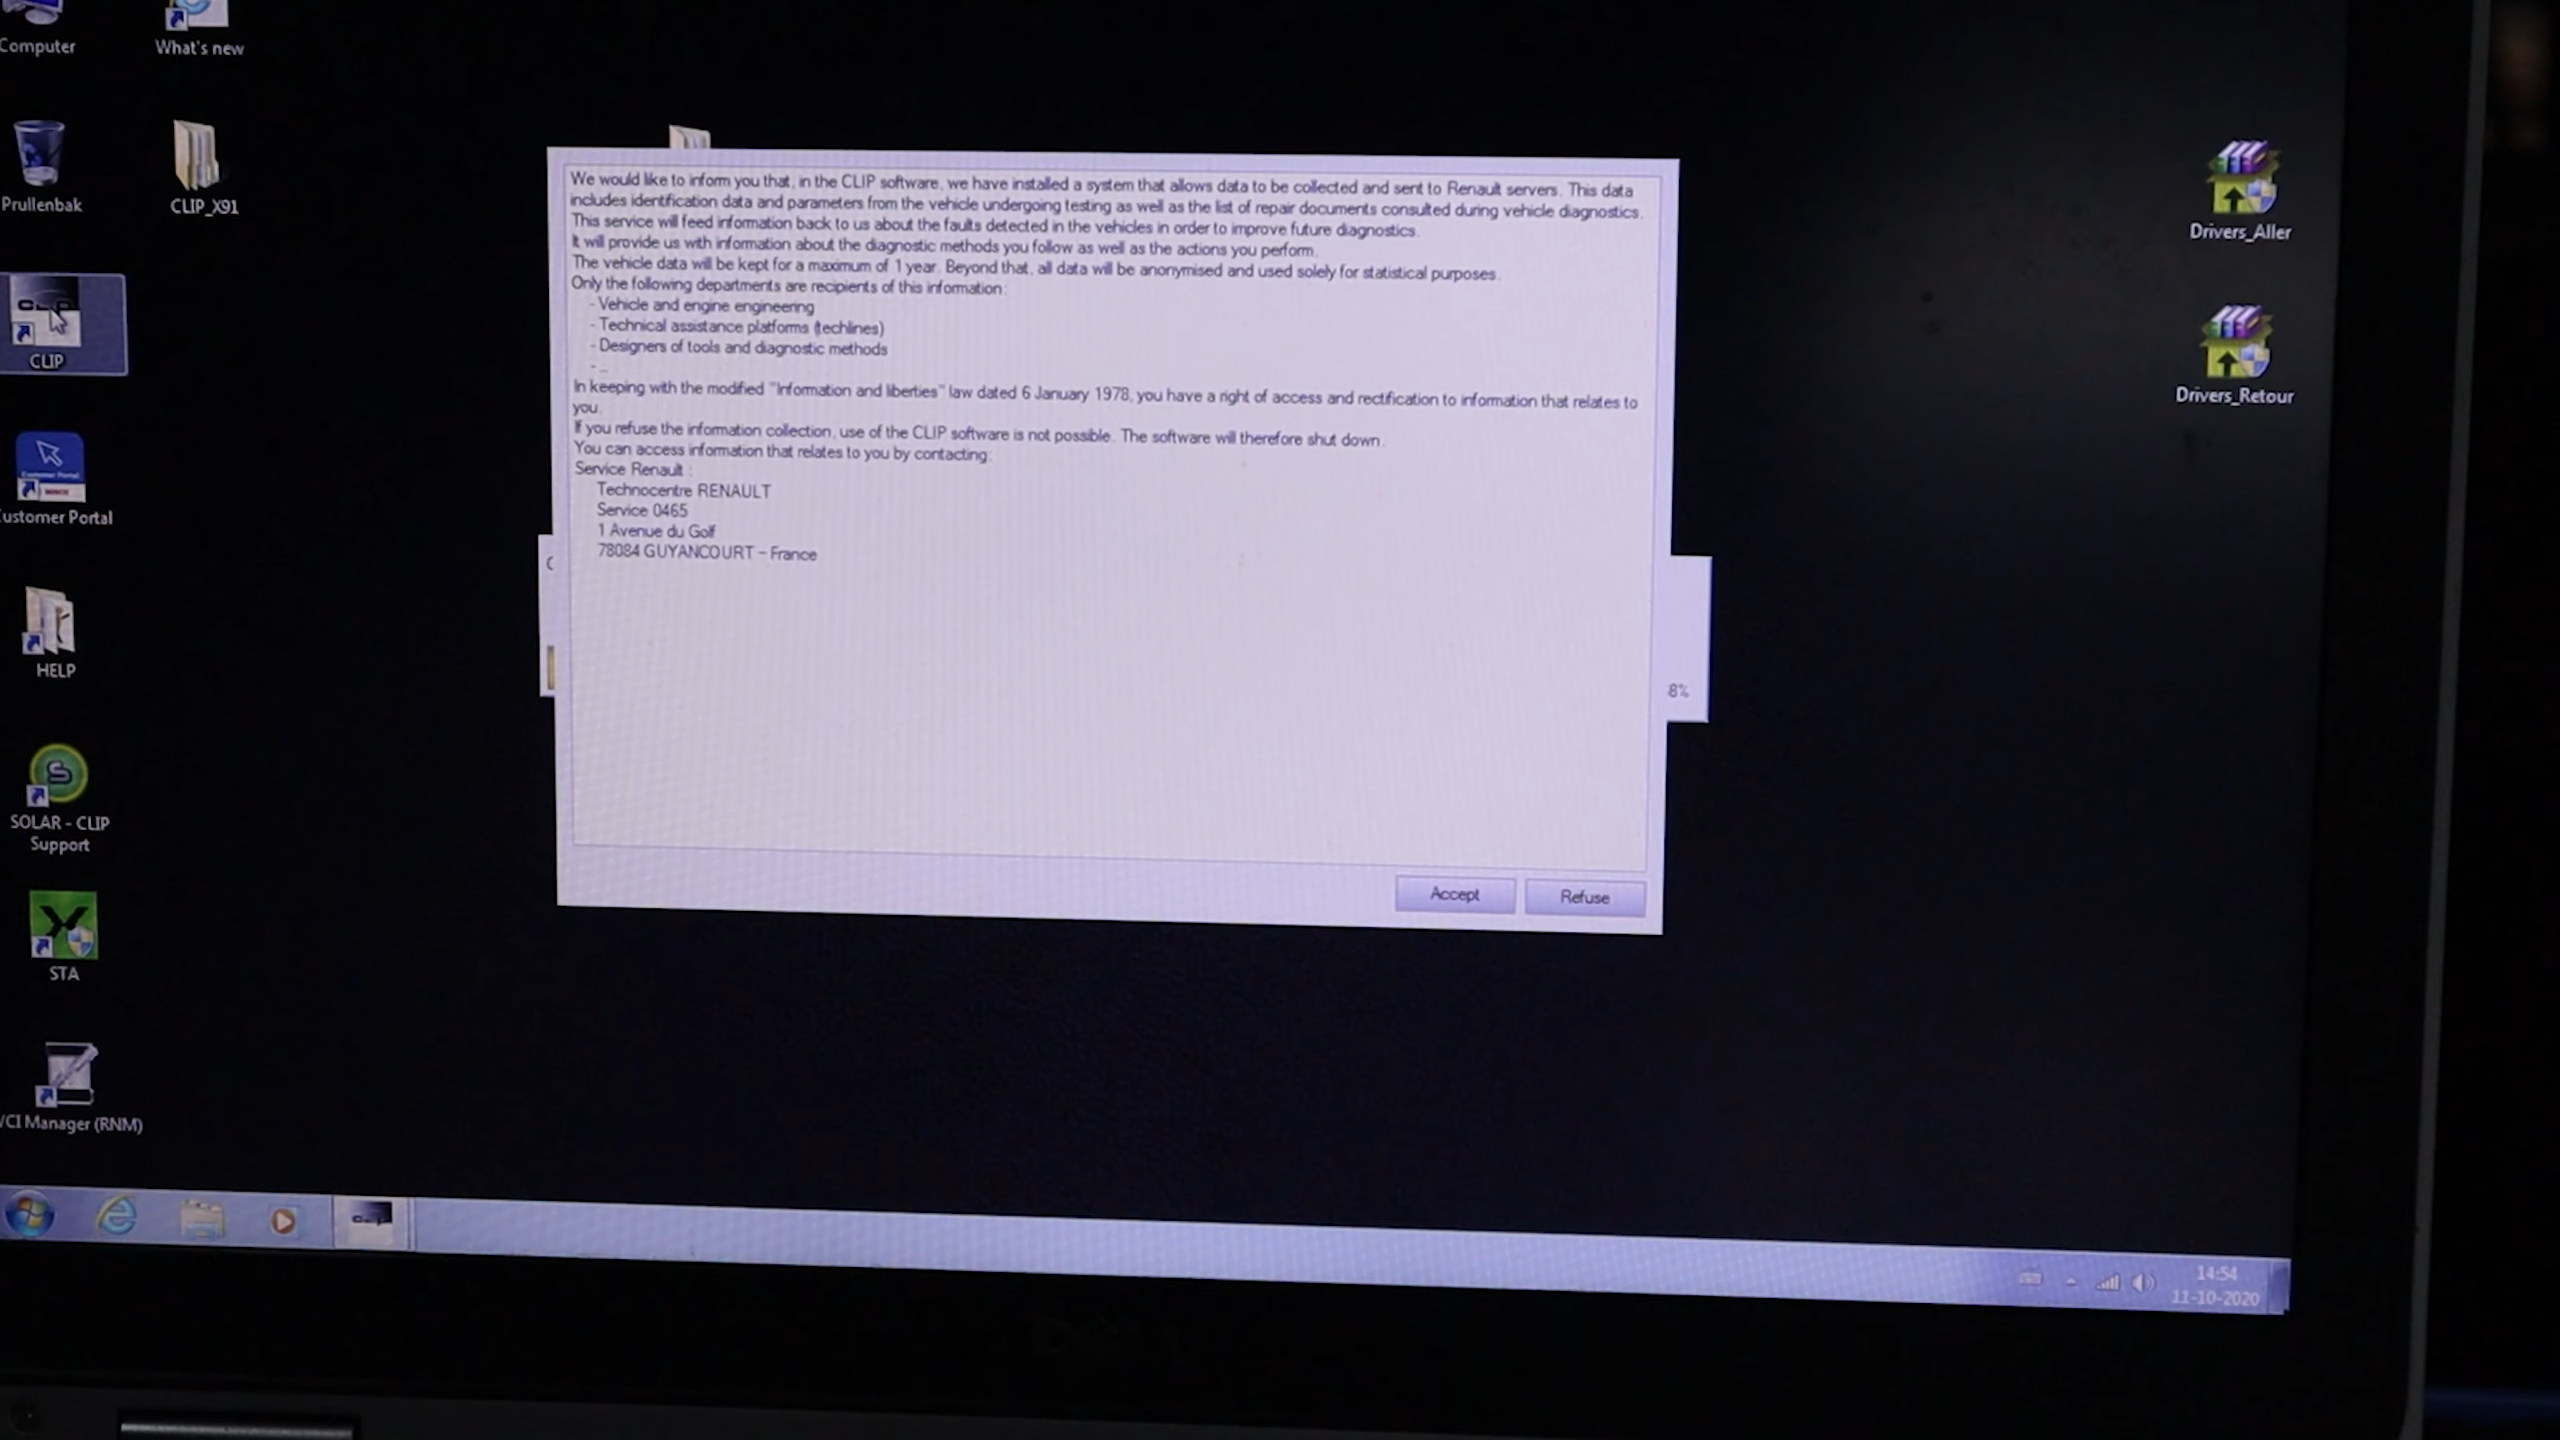 Computer
What's new
Prullenbak
CLIP_X91
CLIP
CLIP
ustomer Portal
HELP
SOLAR - CLIP
Support
STA
VCI Manager (RNM)
We would like to inform you that, in the CLIP software, we have installed a system that allows data to be collected and sent to Renault servers. This data
includes identification data and parameters from the vehicle undergoing testing as well as the list of repair documents consulted during vehicle diagnostics.
This service will feed information back to us about the faults detected in the vehicles in order to improve future diagnostics.
It will provide us with information about the diagnostic methods you follow as well as the actions you perform.
The vehicle data will be kept for a maximum of 1 year. Beyond that, all data will be anonymised and used solely for statistical purposes.
Only the following departments are recipients of this information:
- Vehicle and engine engineering
- Technical assistance platforms (techlines)
- Designers of tools and diagnostic methods
- ...
In keeping with the modified "Information and liberties" law dated 6 January 1978, you have a right of access and rectification to information that relates to
you.
If you refuse the information collection, use of the CLIP software is not possible. The software will therefore shut down.
You can access information that relates to you by contacting:
Service Renault :
Technocentre RENAULT
Service 0465
1 Avenue du Golf
78084 GUYANCOURT - France
8%
Accept
Refuse
Drivers_Aller
Drivers_Retour
14:54
11-10-2020
DELL